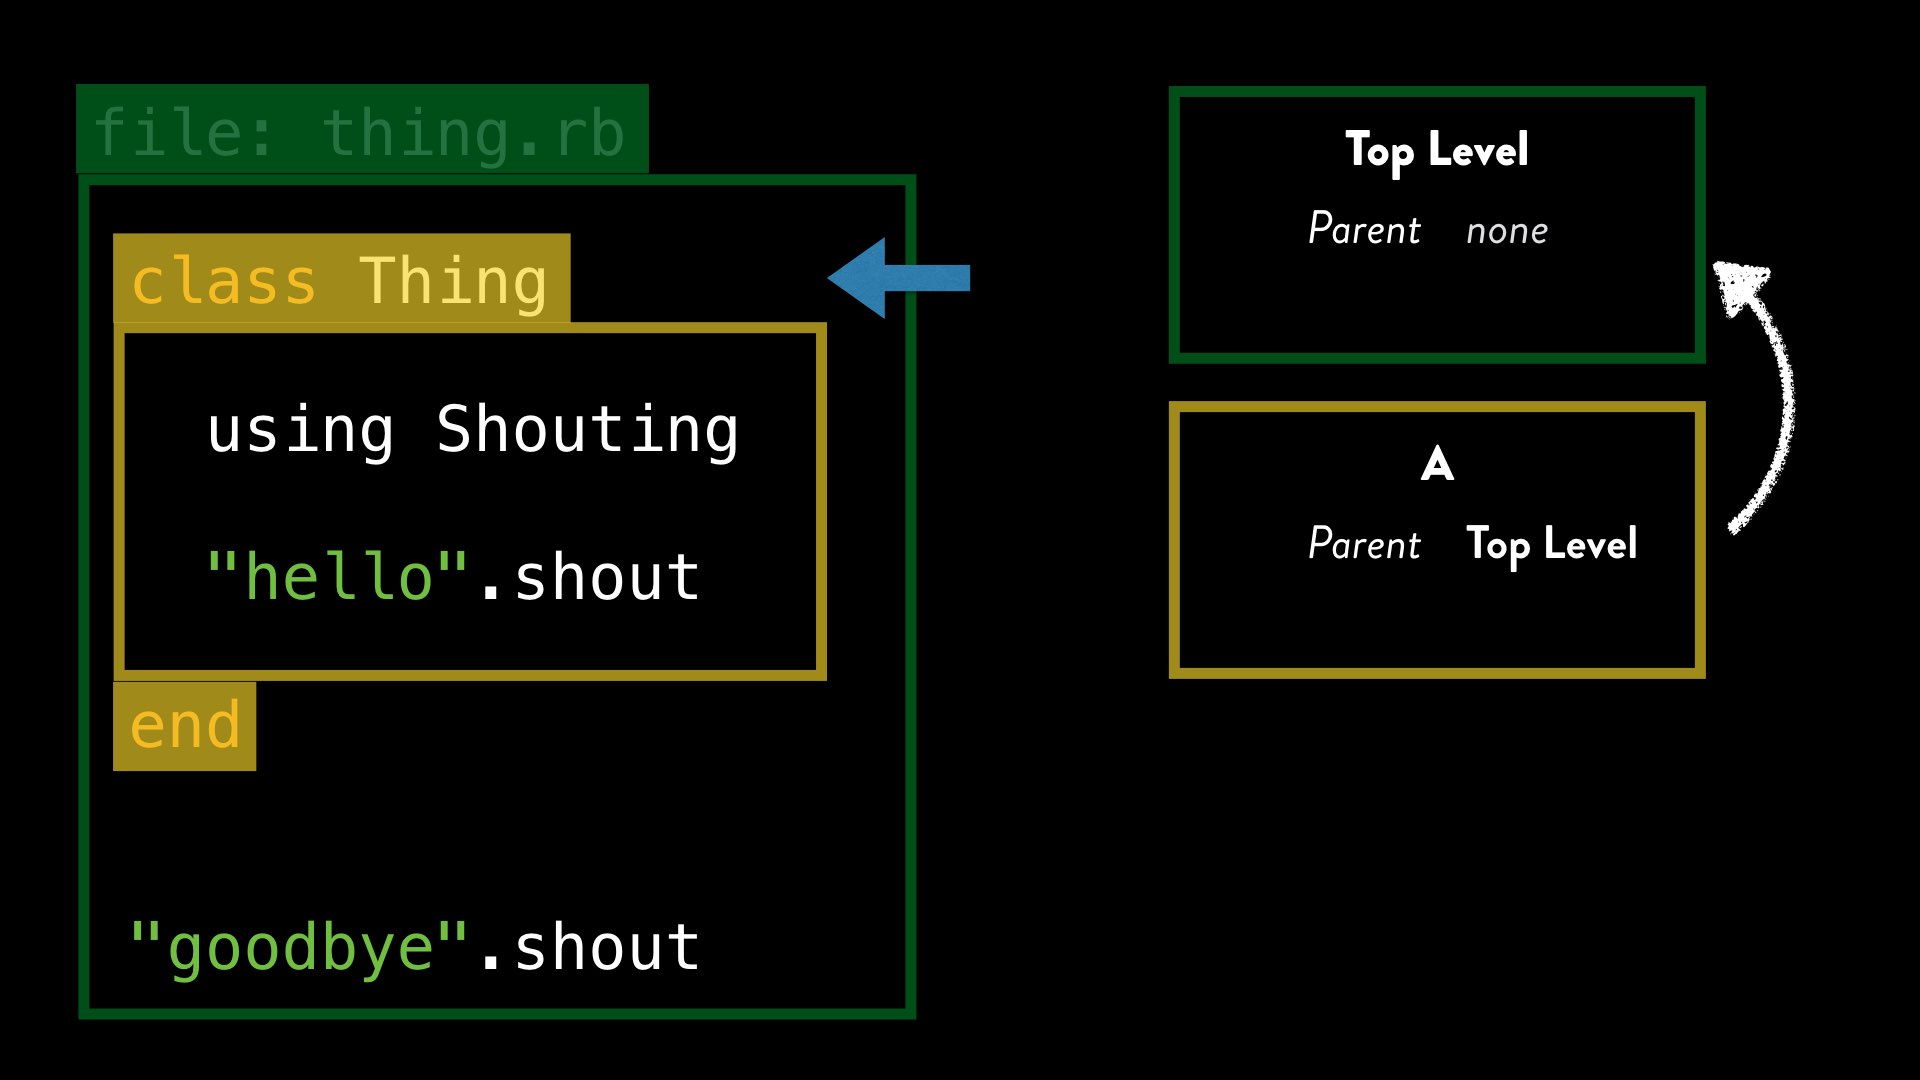 file: thing.rb
class Thing
using Shouting
"hello".shout
end
"goodbye".shout
Top Level
Parent none
A
Parent Top Level